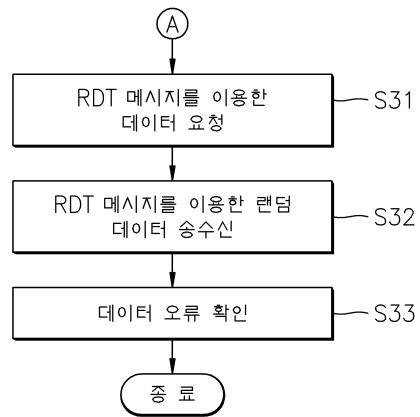 A
RDT 메시지를 이용한
데이터 요청
S31
RDT 메시지를 이용한 랜덤
데이터 송수신
S32
데이터 오류 확인
S33
종 료